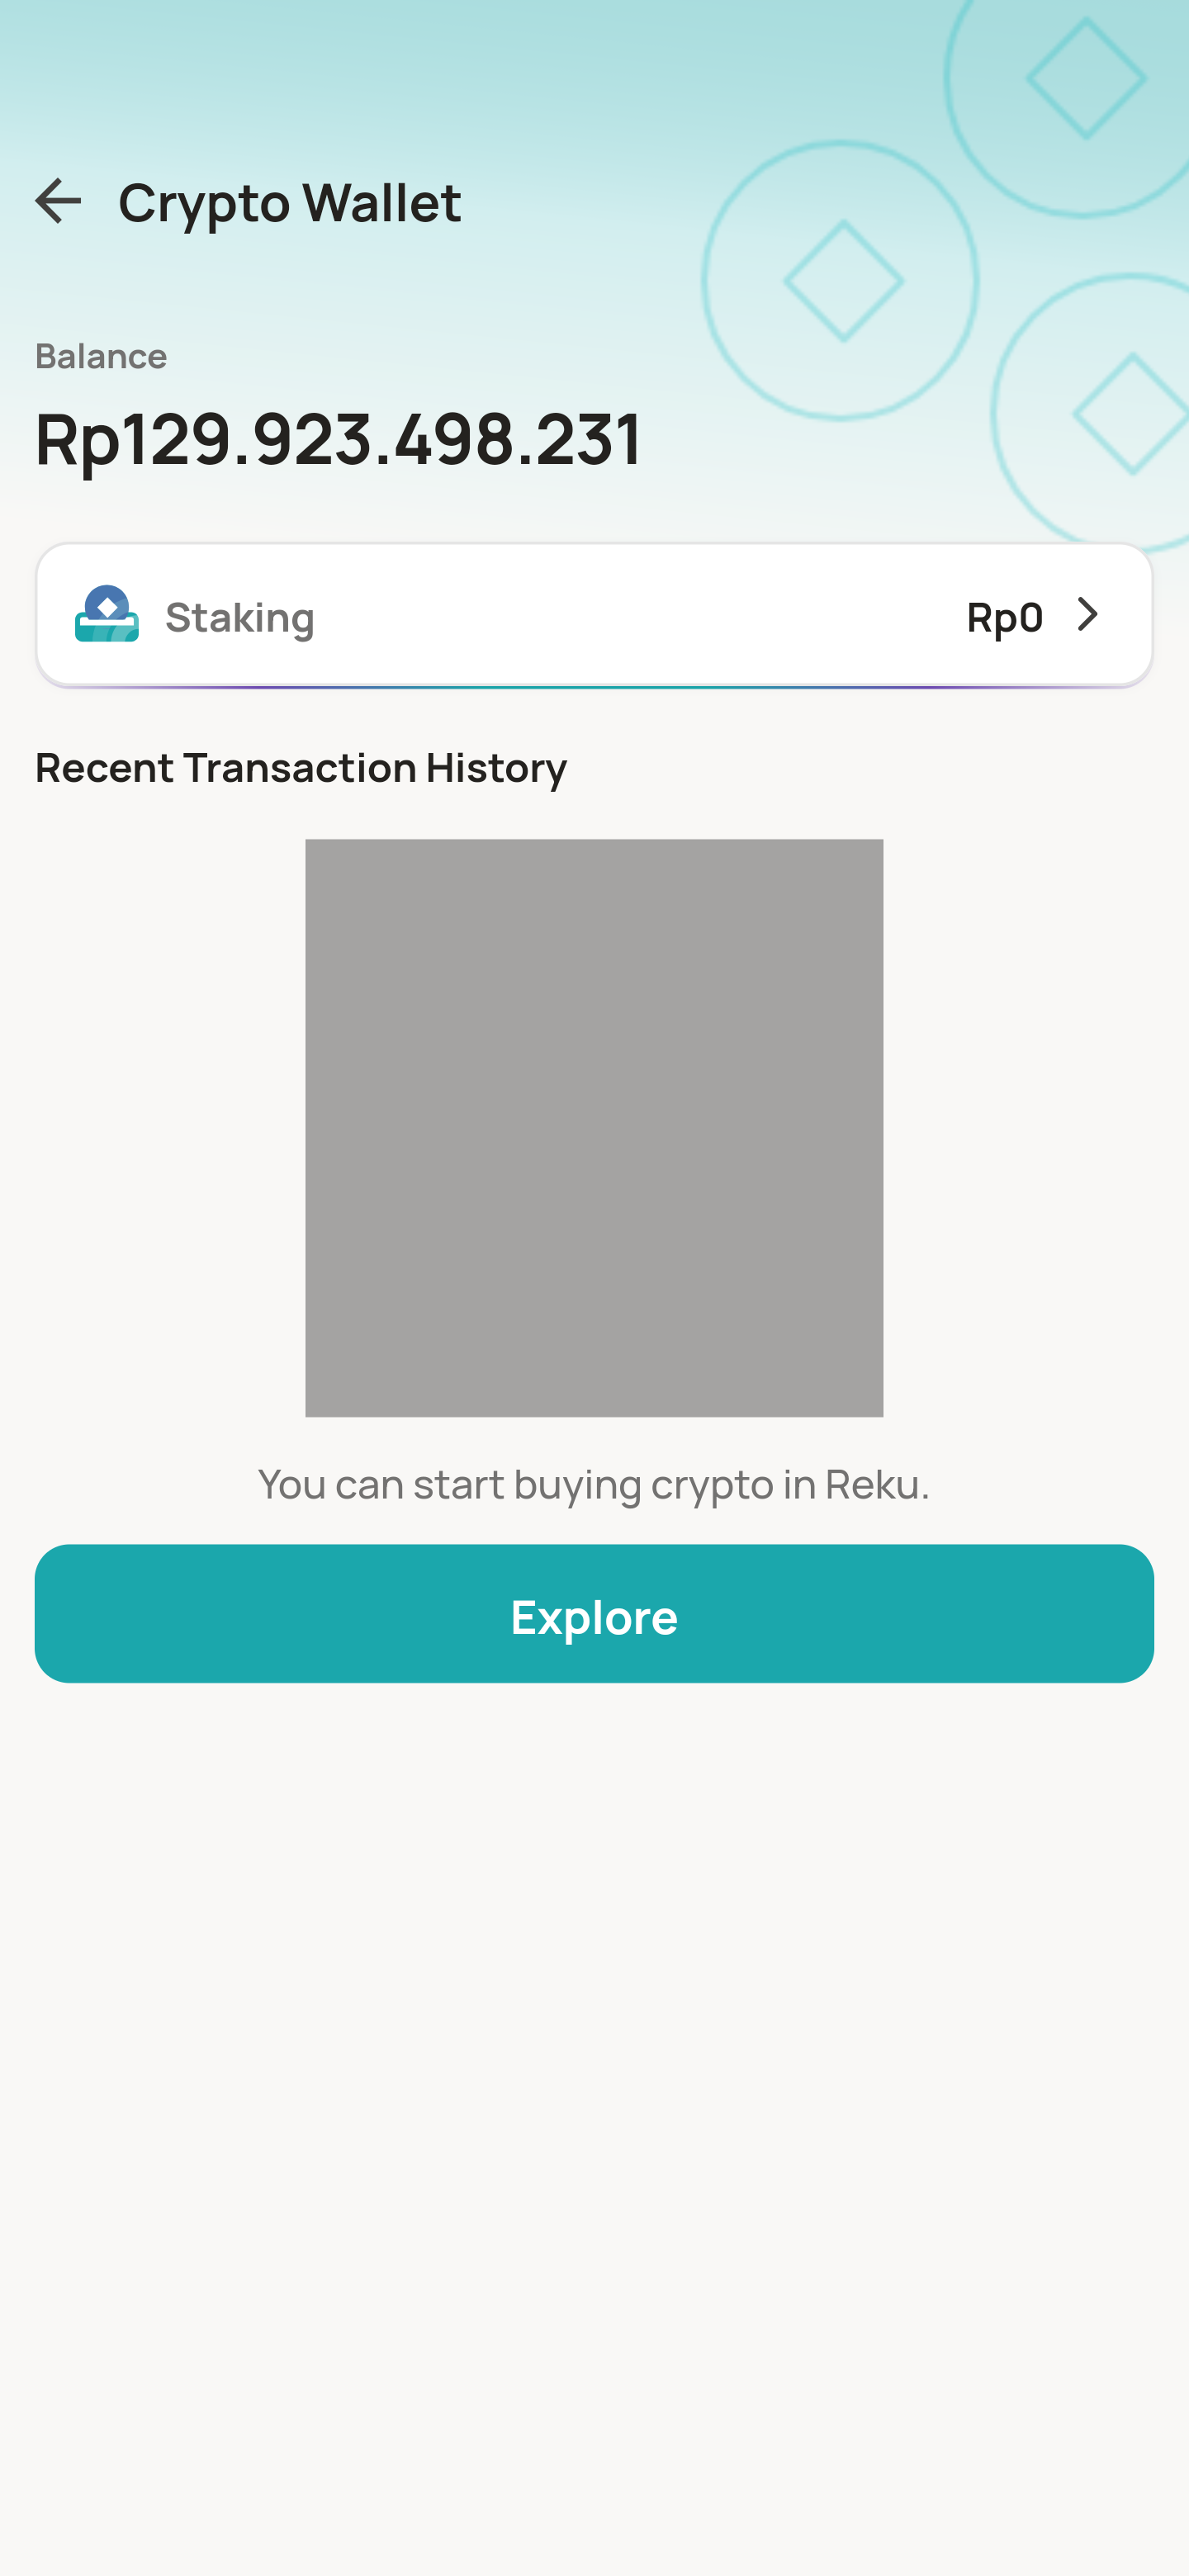 Crypto Wallet
Balance
Rp129.923.498.231
Staking
Rp0
Recent Transaction History
You can start buying crypto in Reku.
Explore